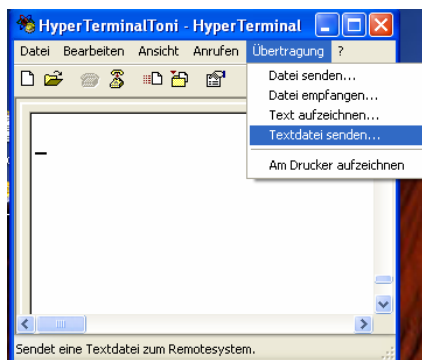 HyperTerminalToni - HyperTerminal
Datei Bearbeiten Ansicht Anrufen Übertragung ?
Datei senden...
Datei empfangen...
Text aufzeichnen...
Textdatei senden...
Am Drucker aufzeichnen
Sendet eine Textdatei zum Remotesystem.